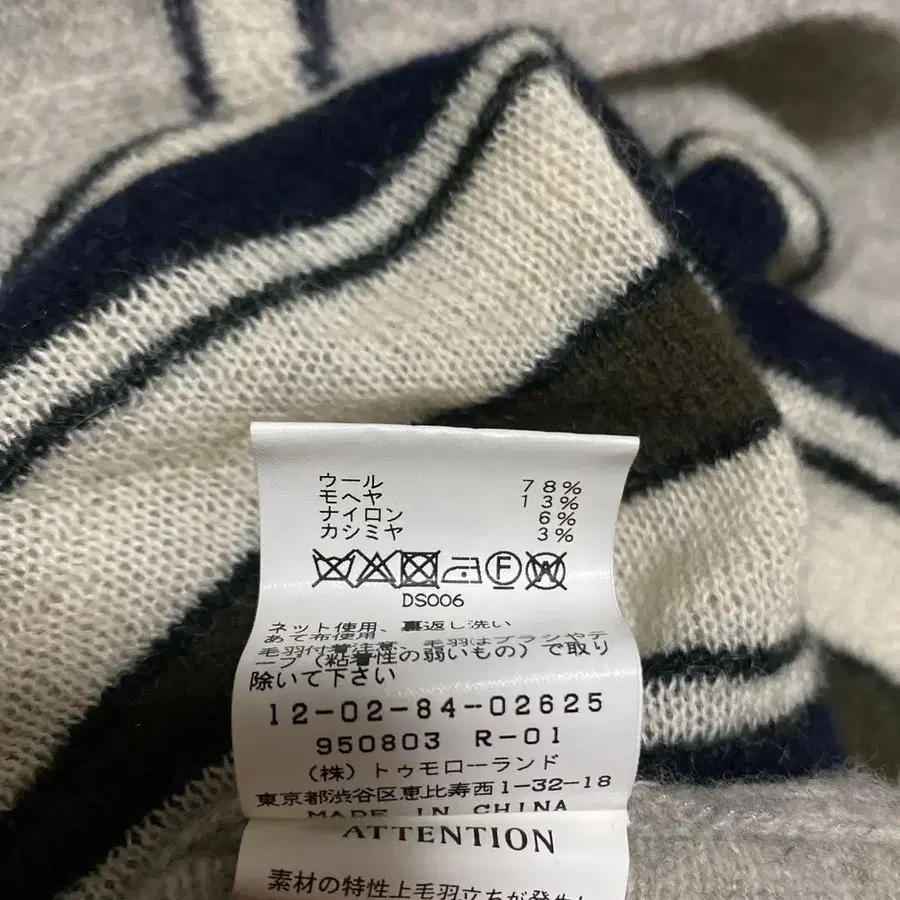 ウール 78%
モヘヤ 13%
ナイロン 6%
カシミヤ 3%
DS006
ネット使用、裏返し洗い
あて布使用
毛羽付着注意、毛羽はブラシやテ
ープ(粘着性の弱いもの)で取り
除いて下さい
12-02-84-02625
950803 R-01
(株)トゥモローランド
東京都渋谷区恵比寿西1-32-18
MADE IN CHINA
ATTENTION
素材の特性上毛羽立ちが発生し